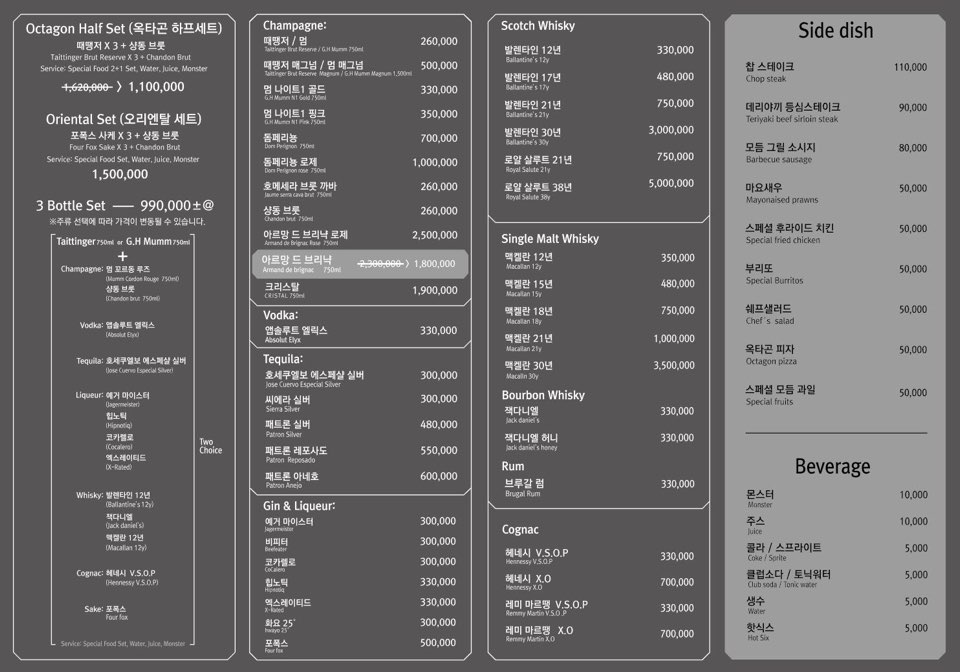 Octagon Half Set (옥타곤 하프세트)
때땡저 X 3 + 샹동 브룻
Taittinger Brut Reserve X 3 + Chandon Brut
Service: Special Food 2+1 Set, Water, Juice, Monster
1,620,000 〉 1,100,000
Oriental Set (오리엔탈 세트)
포폭스 사케 X 3 + 샹동 브룻
Four Fox Sake X 3 + Chandon Brut
Service: Special Food Set, Water, Juice, Monster
1,500,000
3 Bottle Set — 990,000±@
※주류 선택에 따라 가격이 변동될 수 있습니다.
Taittinger 750ml or G.H Mumm 750ml
+
Champagne: 멈 꼬르동 루즈
(Mumm Cordon Rouge 750ml)
샹동 브룻
(Chandon brut 750ml)
Vodka: 앱솔루트 엘릭스
(Absolut Elyx)
Tequila: 호세쿠엘보 에스페샬 실버
(Jose Cuervo Especial Silver)
Liqueur: 예거 마이스터
(Jagermeister)
힙노틱
(Hipnotiq)
코카렐로
(Cocalero)
엑스레이티드
(X-Rated)
Two
Choice
Whisky: 발렌타인 12년
(Ballantine's 12y)
잭다니엘
(Jack daniel's)
맥켈란 12년
(Macallan 12y)
Cognac: 헤네시 V.S.O.P
(Hennessy V.S.O.P)
Sake: 포폭스
Four fox
Service: Special Food Set, Water, Juice, Monster
Champagne:
때땡저 / 멈 260,000
Taittinger Brut Reserve / G.H Mumm 750ml
때땡저 매그넘 / 멈 매그넘 500,000
Taittinger Brut Reserve Magnum / G.H Mumm Magnum 1,500ml
멈 나이트1 골드 330,000
G.H Mumm N1 Gold 750ml
멈 나이트1 핑크 350,000
G.H Mumm N1 Pink 750ml
돔페리뇽 700,000
Dom Perignon 750ml
돔페리뇽 로제 1,000,000
Dom Perignon rose 750ml
호메세라 브룻 까바 260,000
Jaume serra cava brut 750ml
샹동 브룻 260,000
Chandon brut 750ml
아르망 드 브리냑 로제 2,500,000
Armand de Brignac Rose 750ml
아르망 드 브리냑 2,300,000 〉 1,800,000
Armand de brignac 750ml
크리스탈 1,900,000
CRISTAL 750ml
Vodka:
앱솔루트 엘릭스 330,000
Absolut Elyx
Tequila:
호세쿠엘보 에스페샬 실버 300,000
Jose Cuervo Especial Silver
씨에라 실버 300,000
Sierra Silver
패트론 실버 480,000
Patron Silver
패트론 레포사도 550,000
Patron Reposado
패트론 아네호 600,000
Patron Anejo
Gin & Liqueur:
예거 마이스터 300,000
Jagermeister
비피터 300,000
Beefeater
코카렐로 300,000
CoCalero
힙노틱 330,000
Hipnotiq
엑스레이티드 330,000
X-Rated
화요 25˚ 300,000
hwayo 25˚
포폭스 500,000
Four Fox
Scotch Whisky
발렌타인 12년 330,000
Ballantine`s 12y
발렌타인 17년 480,000
Ballantine`s 17y
발렌타인 21년 750,000
Ballantine`s 21y
발렌타인 30년 3,000,000
Ballantine`s 30y
로얄 살루트 21년 750,000
Royal Salute 21y
로얄 살루트 38년 5,000,000
Royal Salute 38y
Single Malt Whisky
맥켈란 12년 350,000
Macallan 12y
맥켈란 15년 480,000
Macallan 15y
맥켈란 18년 750,000
Macallan 18y
맥켈란 21년 1,000,000
Macallan 21y
맥켈란 30년 3,500,000
Macalln 30y
Bourbon Whisky
잭다니엘 330,000
Jack daniel`s
잭다니엘 허니 330,000
Jack daniel`s honey
Rum
브루갈 럼 330,000
Brugal Rum
Cognac
헤네시 V.S.O.P 330,000
Hennessy V.S.O.P
헤네시 X.O 700,000
Hennessy X.O
레미 마르땡 V.S.O.P 330,000
Remmy Martin V.S.O .P
레미 마르땡 X.O 700,000
Remmy Martin X.O
Side dish
찹 스테이크 110,000
Chop steak
데리야끼 등심스테이크 90,000
Teriyaki beef sirloin steak
모듬 그릴 소시지 80,000
Barbecue sausage
마요새우 50,000
Mayonaised prawns
스페셜 후라이드 치킨 50,000
Special fried chicken
부리또 50,000
Special Burritos
쉐프샐러드 50,000
Chef`s salad
옥타곤 피자 50,000
Octagon pizza
스페셜 모듬 과일 50,000
Special fruits
Beverage
몬스터 10,000
Monster
주스 10,000
Juice
콜라 / 스프라이트 5,000
Coke / Sprite
클럽소다 / 토닉워터 5,000
Club soda / Tonic water
생수 5,000
Water
핫식스 5,000
Hot Six